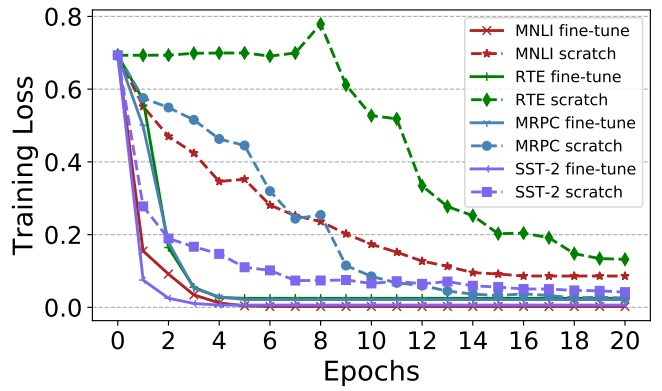 Training Loss
0.8
0.6
0.4
0.2
0.0
0 2 4 6 8 10 12 14 16 18 20
Epochs
MNLI fine-tune
MNLI scratch
RTE fine-tune
RTE scratch
MRPC fine-tune
MRPC scratch
SST-2 fine-tune
SST-2 scratch